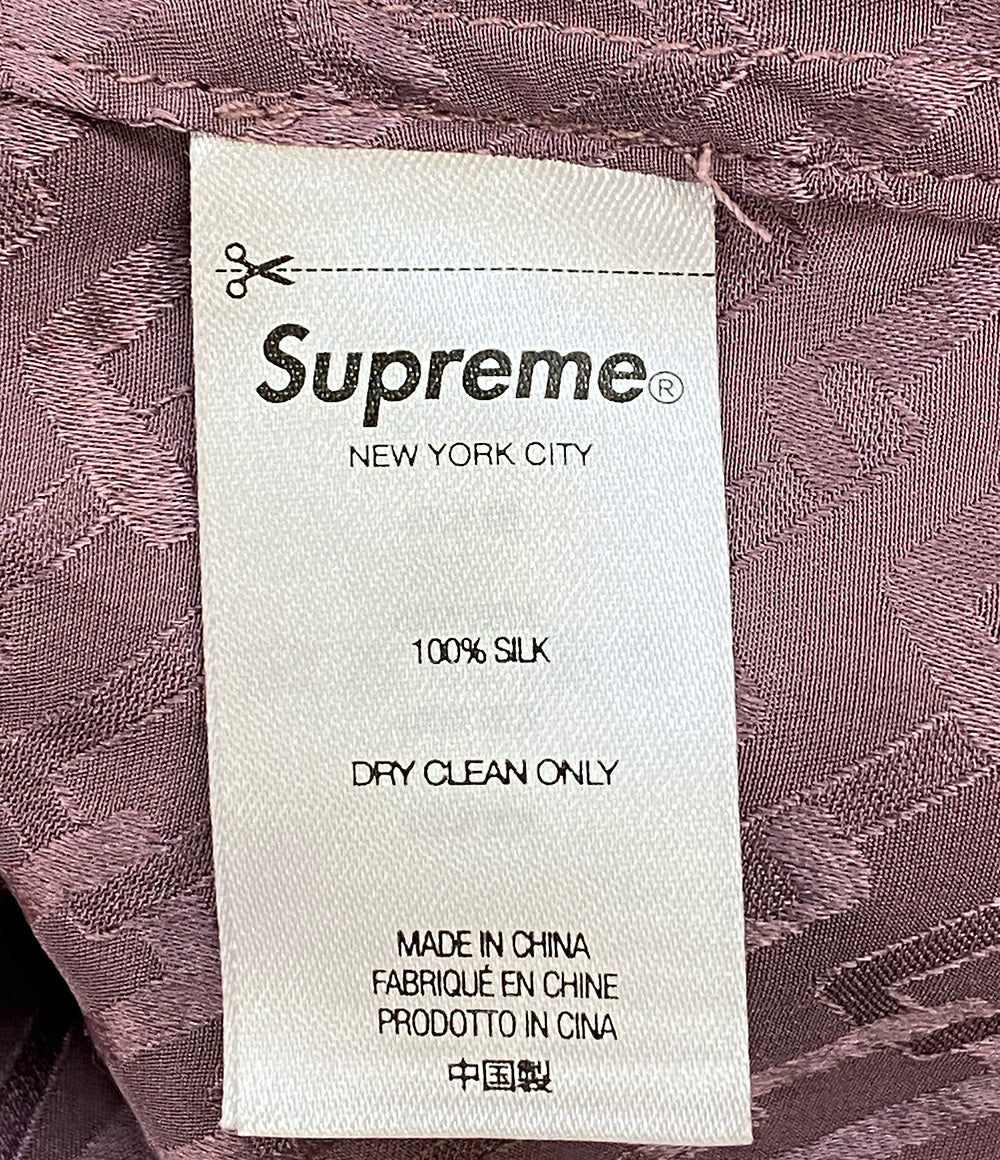 Supreme®
NEW YORK CITY
100% SILK
DRY CLEAN ONLY
MADE IN CHINA
FABRIQUÉ EN CHINE
PRODOTTO IN CINA
中国製